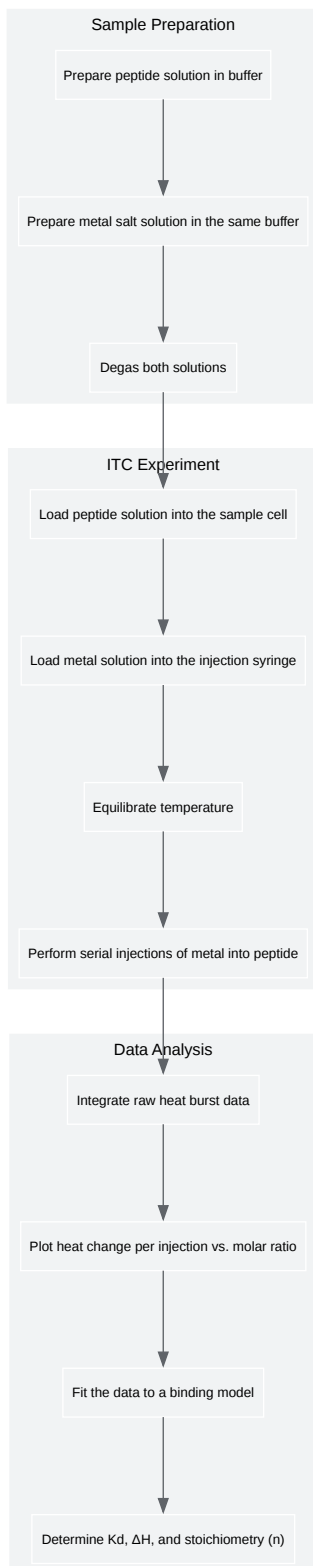 Sample Preparation
Prepare peptide solution in buffer
Prepare metal salt solution in the same buffer
Degas both solutions
ITC Experiment
Load peptide solution into the sample cell
Load metal solution into the injection syringe
Equilibrate temperature
Perform serial injections of metal into peptide
Data Analysis
Integrate raw heat burst data
Plot heat change per injection vs. molar ratio
Fit the data to a binding model
Determine Kd, ΔH, and stoichiometry (n)